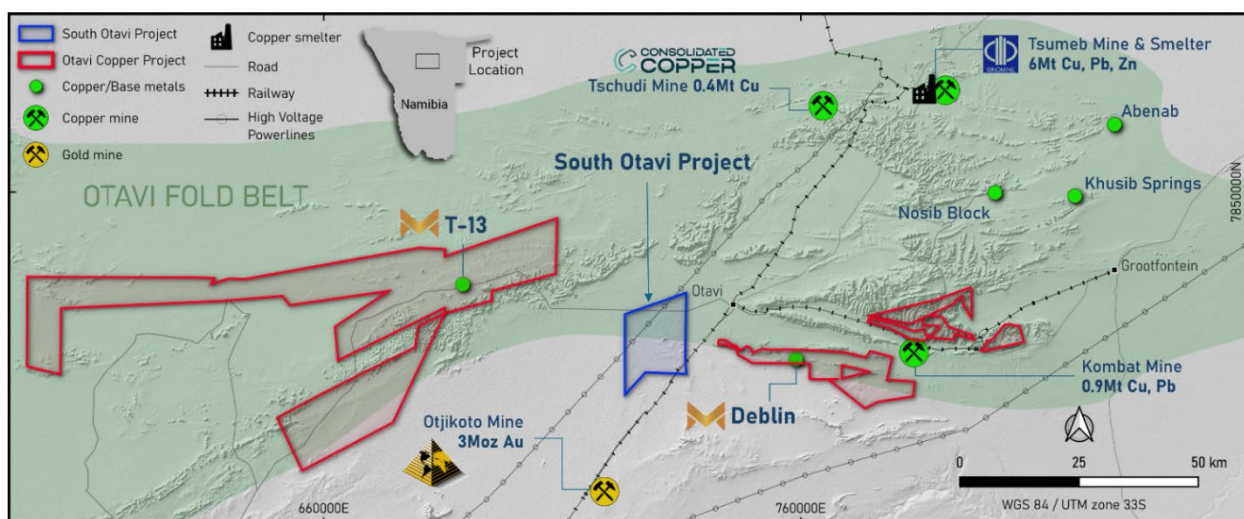 South Otavi Project
Otavi Copper Project
Copper/Base metals
Copper mine
Gold mine
Copper smelter
Road
Railway
High Voltage
Powerlines
Project
Location
Namibia
CONSOLIDATED
COPPER
Tschudi Mine 0.4Mt Cu
SINOMINE
Tsumeb Mine & Smelter
6Mt Cu, Pb, Zn
Abenab
South Otavi Project
OTAVI FOLD BELT
Khusib Springs
Nosib Block
7850000N
T-13
Grootfontein
Otavi
Kombat Mine
0.9Mt Cu, Pb
Deblin
Otjikoto Mine
3Moz Au
0 25 50 km
660000E
760000E
WGS 84 / UTM zone 33S